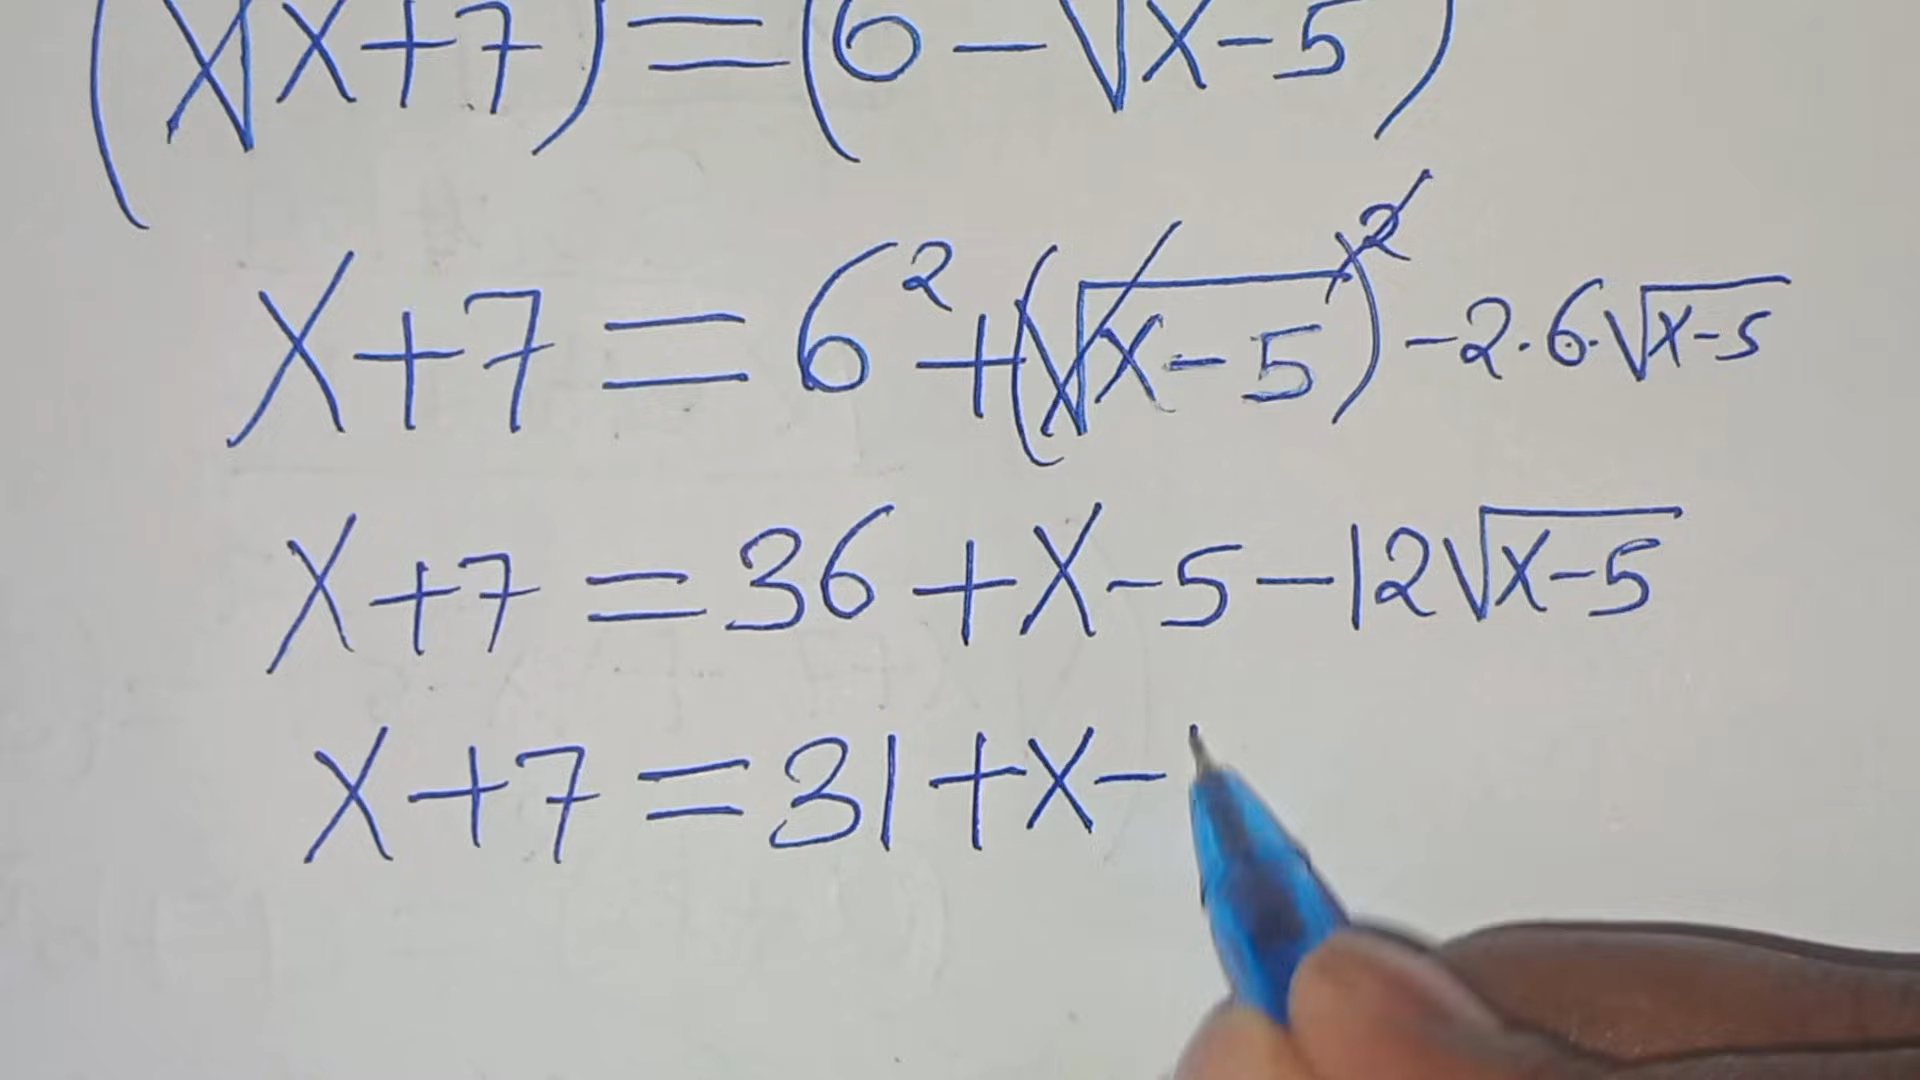 (√x+7) = (6-√x-5)
x+7 = 6² + (√x-5)² - 2·6·√x-5
x+7 = 36 + x - 5 - 12√x-5
x+7 = 31 + x -